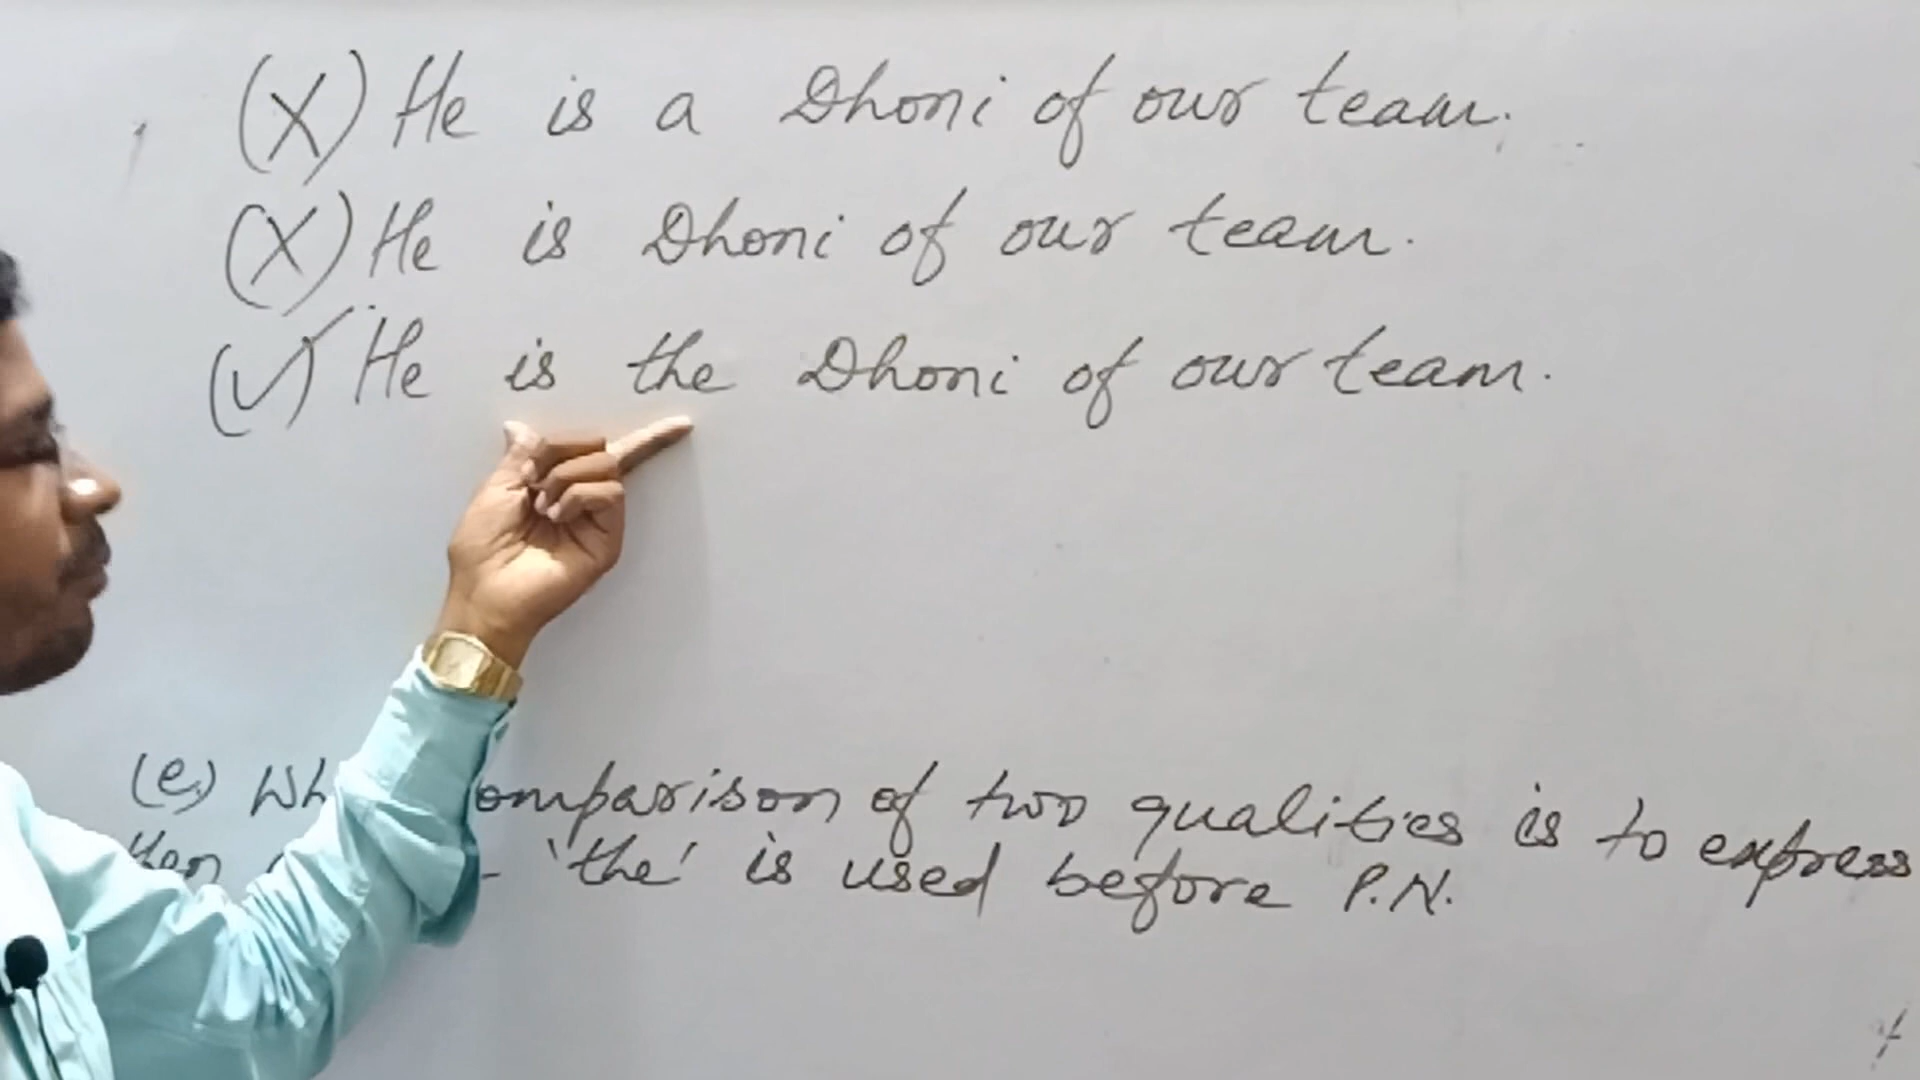 (X) He is a Dhoni of our team.
(X) He is Dhoni of our team.
(✓) He is the Dhoni of our team.
(e) Wh omparison of two qualities is to express
then 'the' is used before P.N.